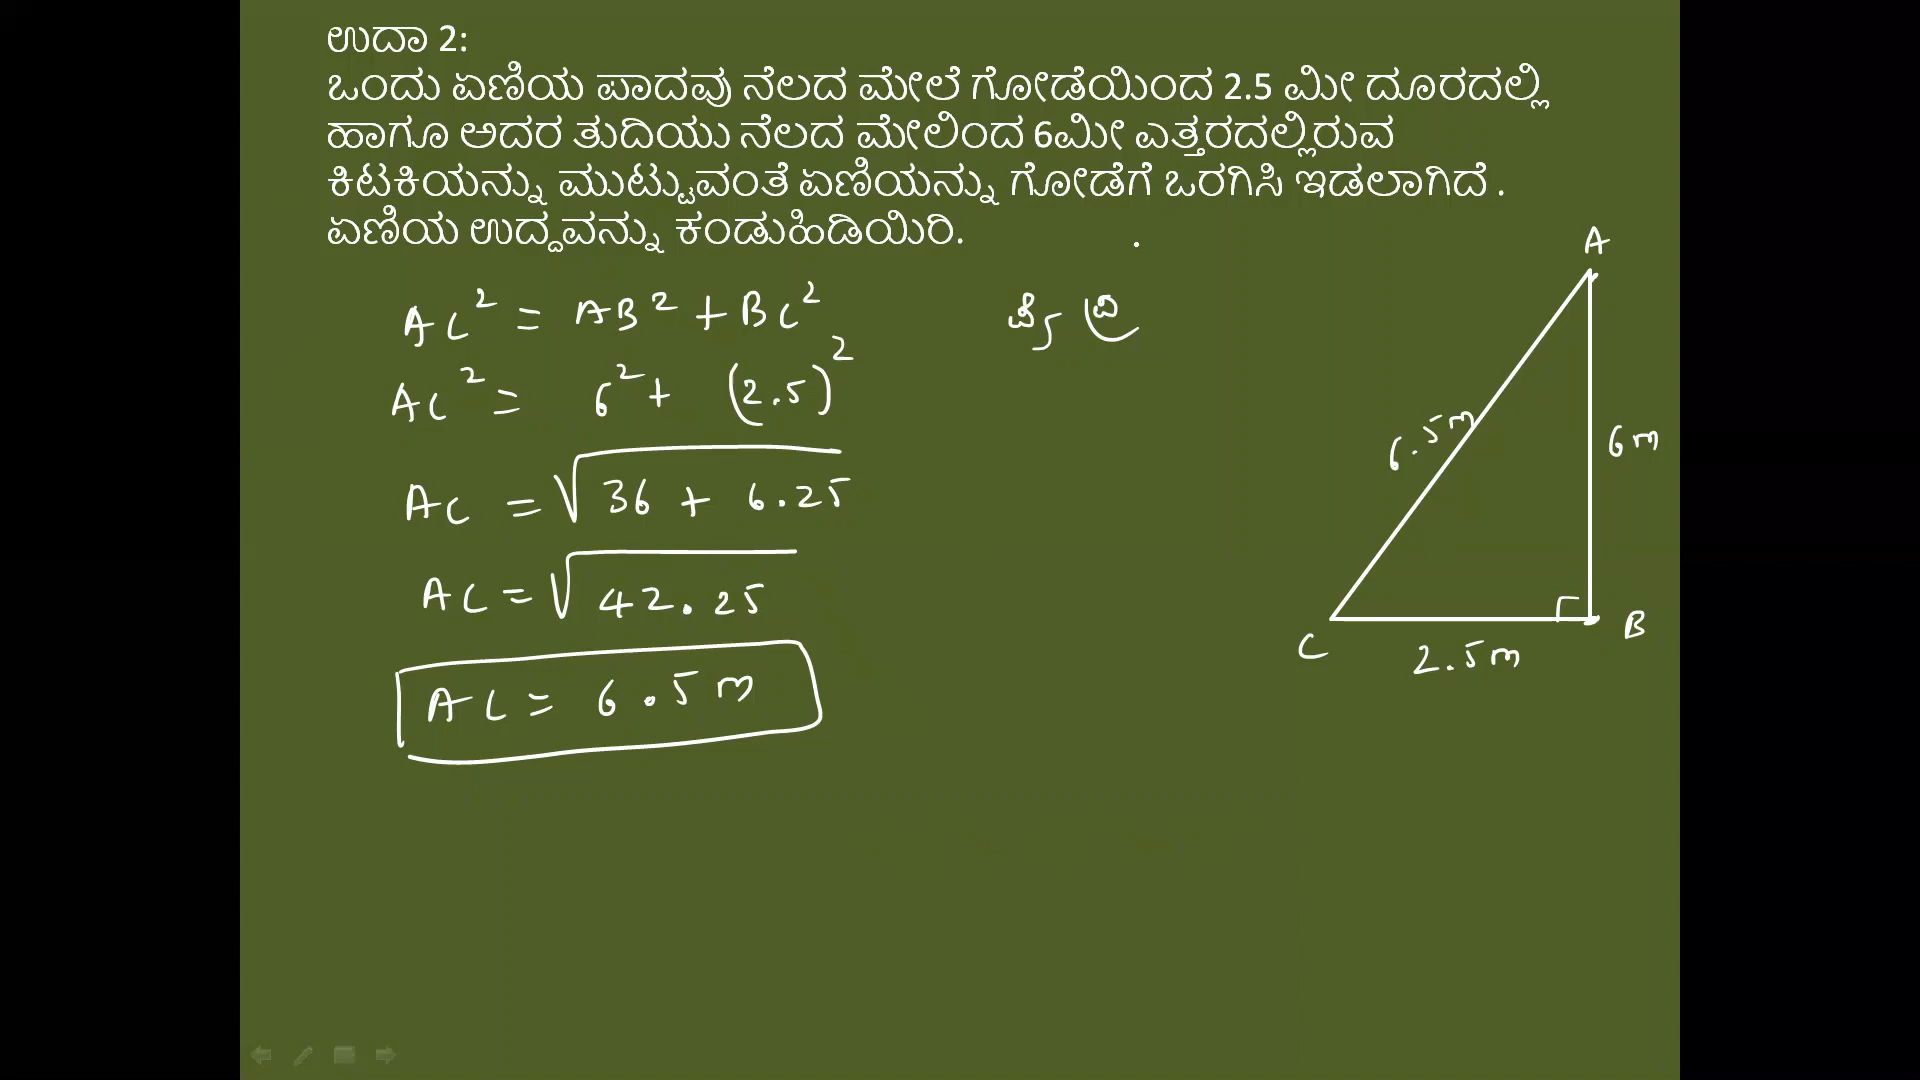 ಉದಾ 2:
ಒಂದು ಏಣಿಯ ಪಾದವು ನೆಲದ ಮೇಲೆ ಗೋಡೆಯಿಂದ 2.5 ಮೀ ದೂರದಲ್ಲಿ
ಹಾಗೂ ಅದರ ತುದಿಯು ನೆಲದ ಮೇಲಿಂದ 6ಮೀ ಎತ್ತರದಲ್ಲಿರುವ
ಕಿಟಕಿಯನ್ನು ಮುಟ್ಟುವಂತೆ ಏಣಿಯನ್ನು ಗೋಡೆಗೆ ಒರಗಿಸಿ ಇಡಲಾಗಿದೆ .
ಏಣಿಯ ಉದ್ದವನ್ನು ಕಂಡುಹಿಡಿಯಿರಿ.
AC² = AB² + BC²
AC² = 6² + (2.5)²
AC = √36 + 6.25
AC = √42.25
AC = 6.5 m
A
6.5m
6m
C
B
2.5m